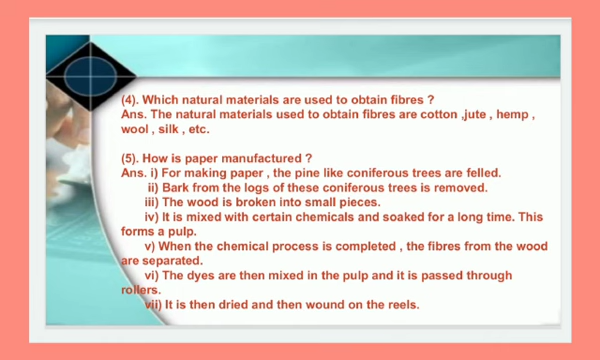 (4). Which natural materials are used to obtain fibres ?
Ans. The natural materials used to obtain fibres are cotton ,jute , hemp ,
wool , silk , etc.
(5). How is paper manufactured ?
Ans. i) For making paper , the pine like coniferous trees are felled.
ii) Bark from the logs of these coniferous trees is removed.
iii) The wood is broken into small pieces.
iv) It is mixed with certain chemicals and soaked for a long time. This
forms a pulp.
v) When the chemical process is completed , the fibres from the wood
are separated.
vi) The dyes are then mixed in the pulp and it is passed through
rollers.
vii) It is then dried and then wound on the reels.